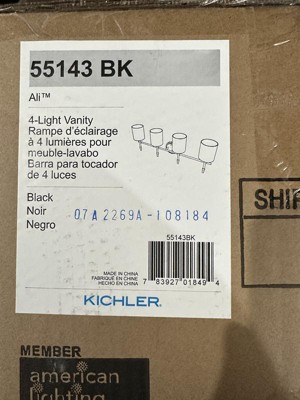 55143 BK
Ali™
4-Light Vanity
Rampe d'éclairage
à 4 lumières pour
meuble-lavabo
Barra para tocador
de 4 luces
Black
Noir
Negro
07A2269A-108184
55143BK
MADE IN CHINA
FABRIQUÉ EN CHINE
HECHO EN CHINA
7 83927 01849 4
KICHLER®
SHIP
MEMBER
american
lighting